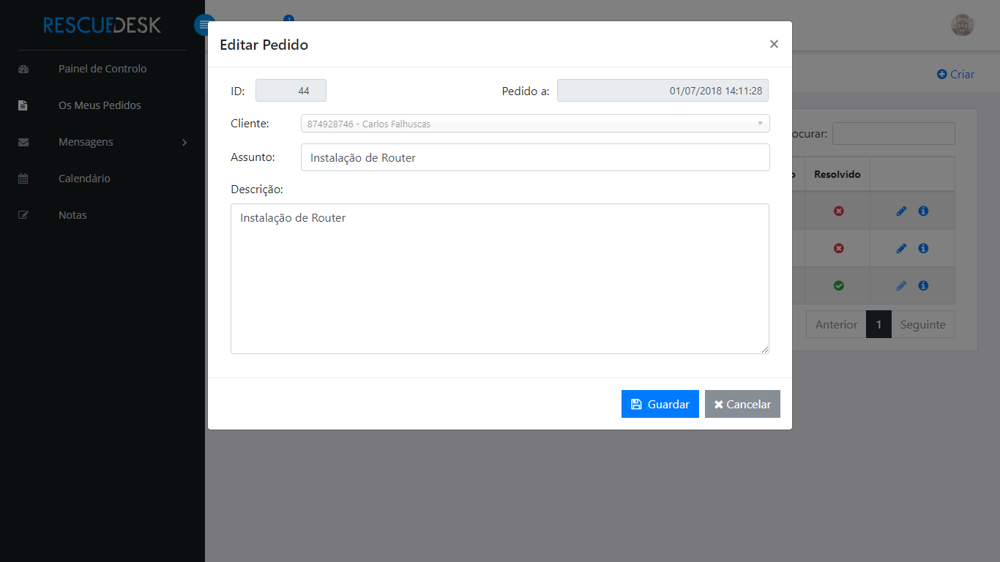 RESCUEDESK
1
Painel de Controlo
Os Meus Pedidos
Mensagens
Calendário
Notas
Editar Pedido
×
ID: 44 Pedido a: 01/07/2018 14:11:28
Cliente: 874928746 - Carlos Falhuscas
Assunto: Instalação de Router
Descrição:
Instalação de Router
Guardar Cancelar
Criar
ocurar:
o Resolvido
Anterior 1 Seguinte